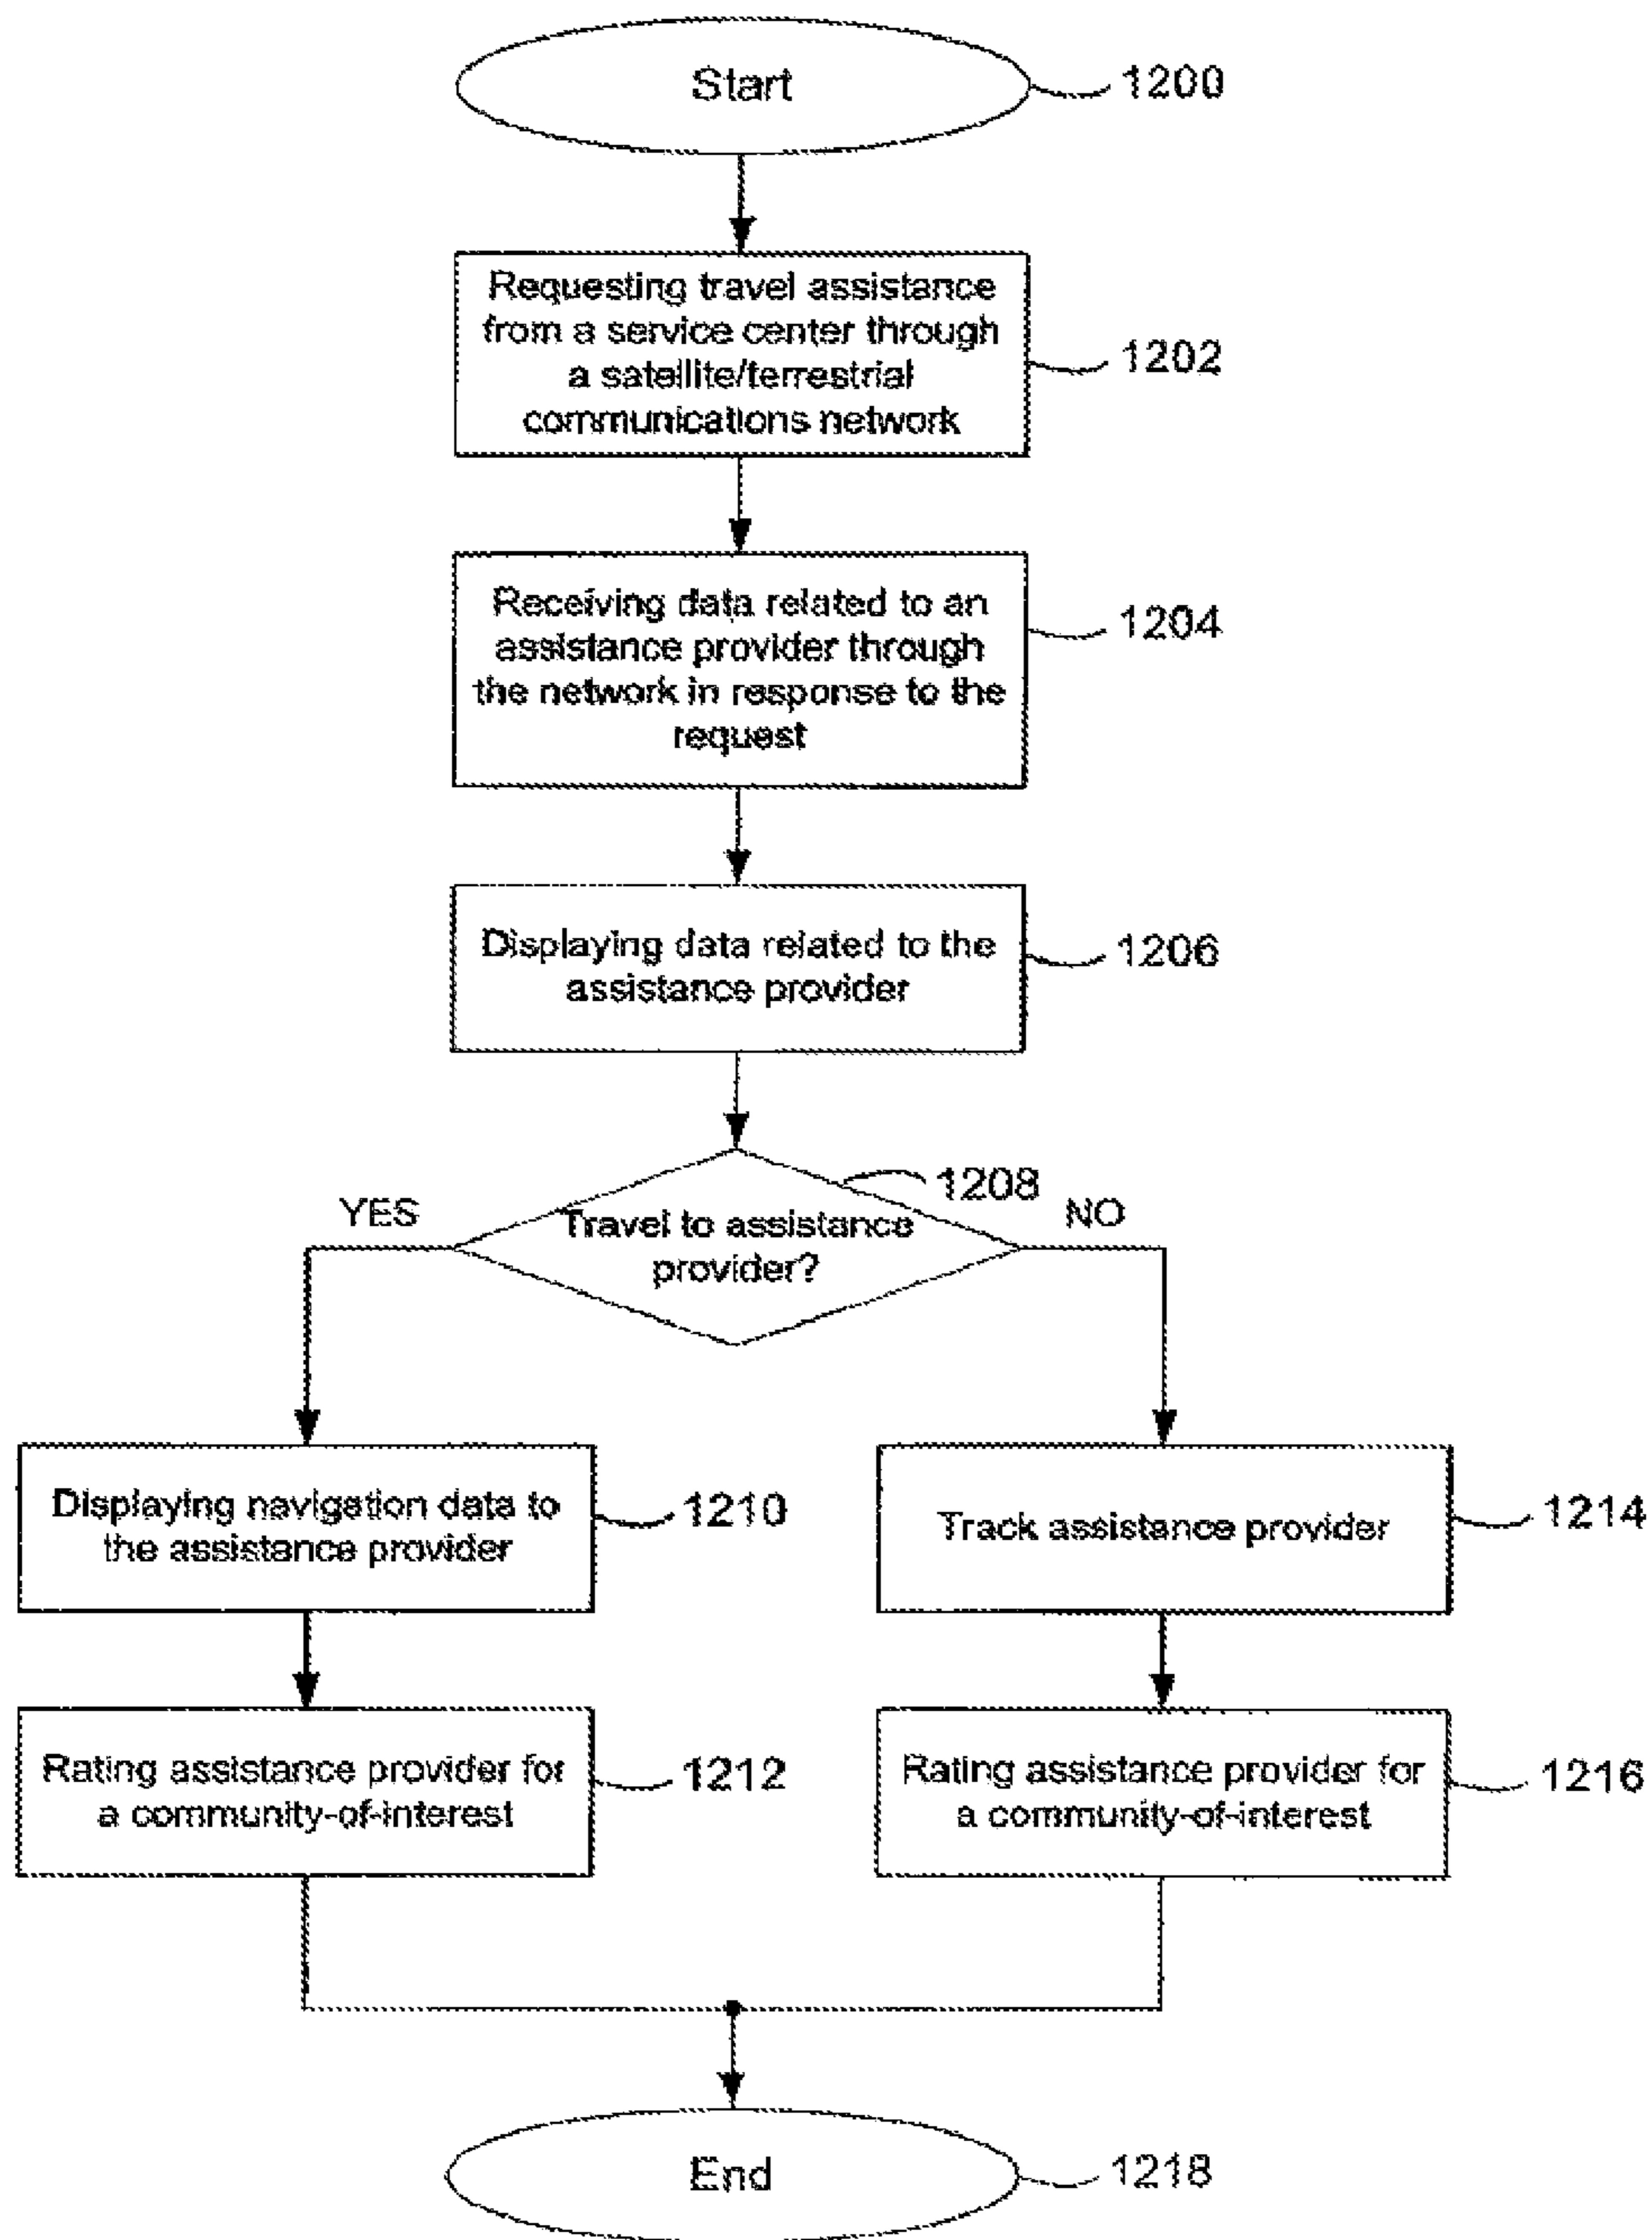 Start
1200
Requesting travel assistance
from a service center through
a satellite/terrestrial
communications network
1202
Receiving data related to an
assistance provider through
the network in response to the
request
1204
Displaying data related to the
assistance provider
1206
1208
YES
NO
Travel to assistance
provider?
Displaying navigation data to
the assistance provider
1210
Track assistance provider
1214
Rating assistance provider for
a community-of-interest
1212
Rating assistance provider for
a community-of-interest
1216
End
1218